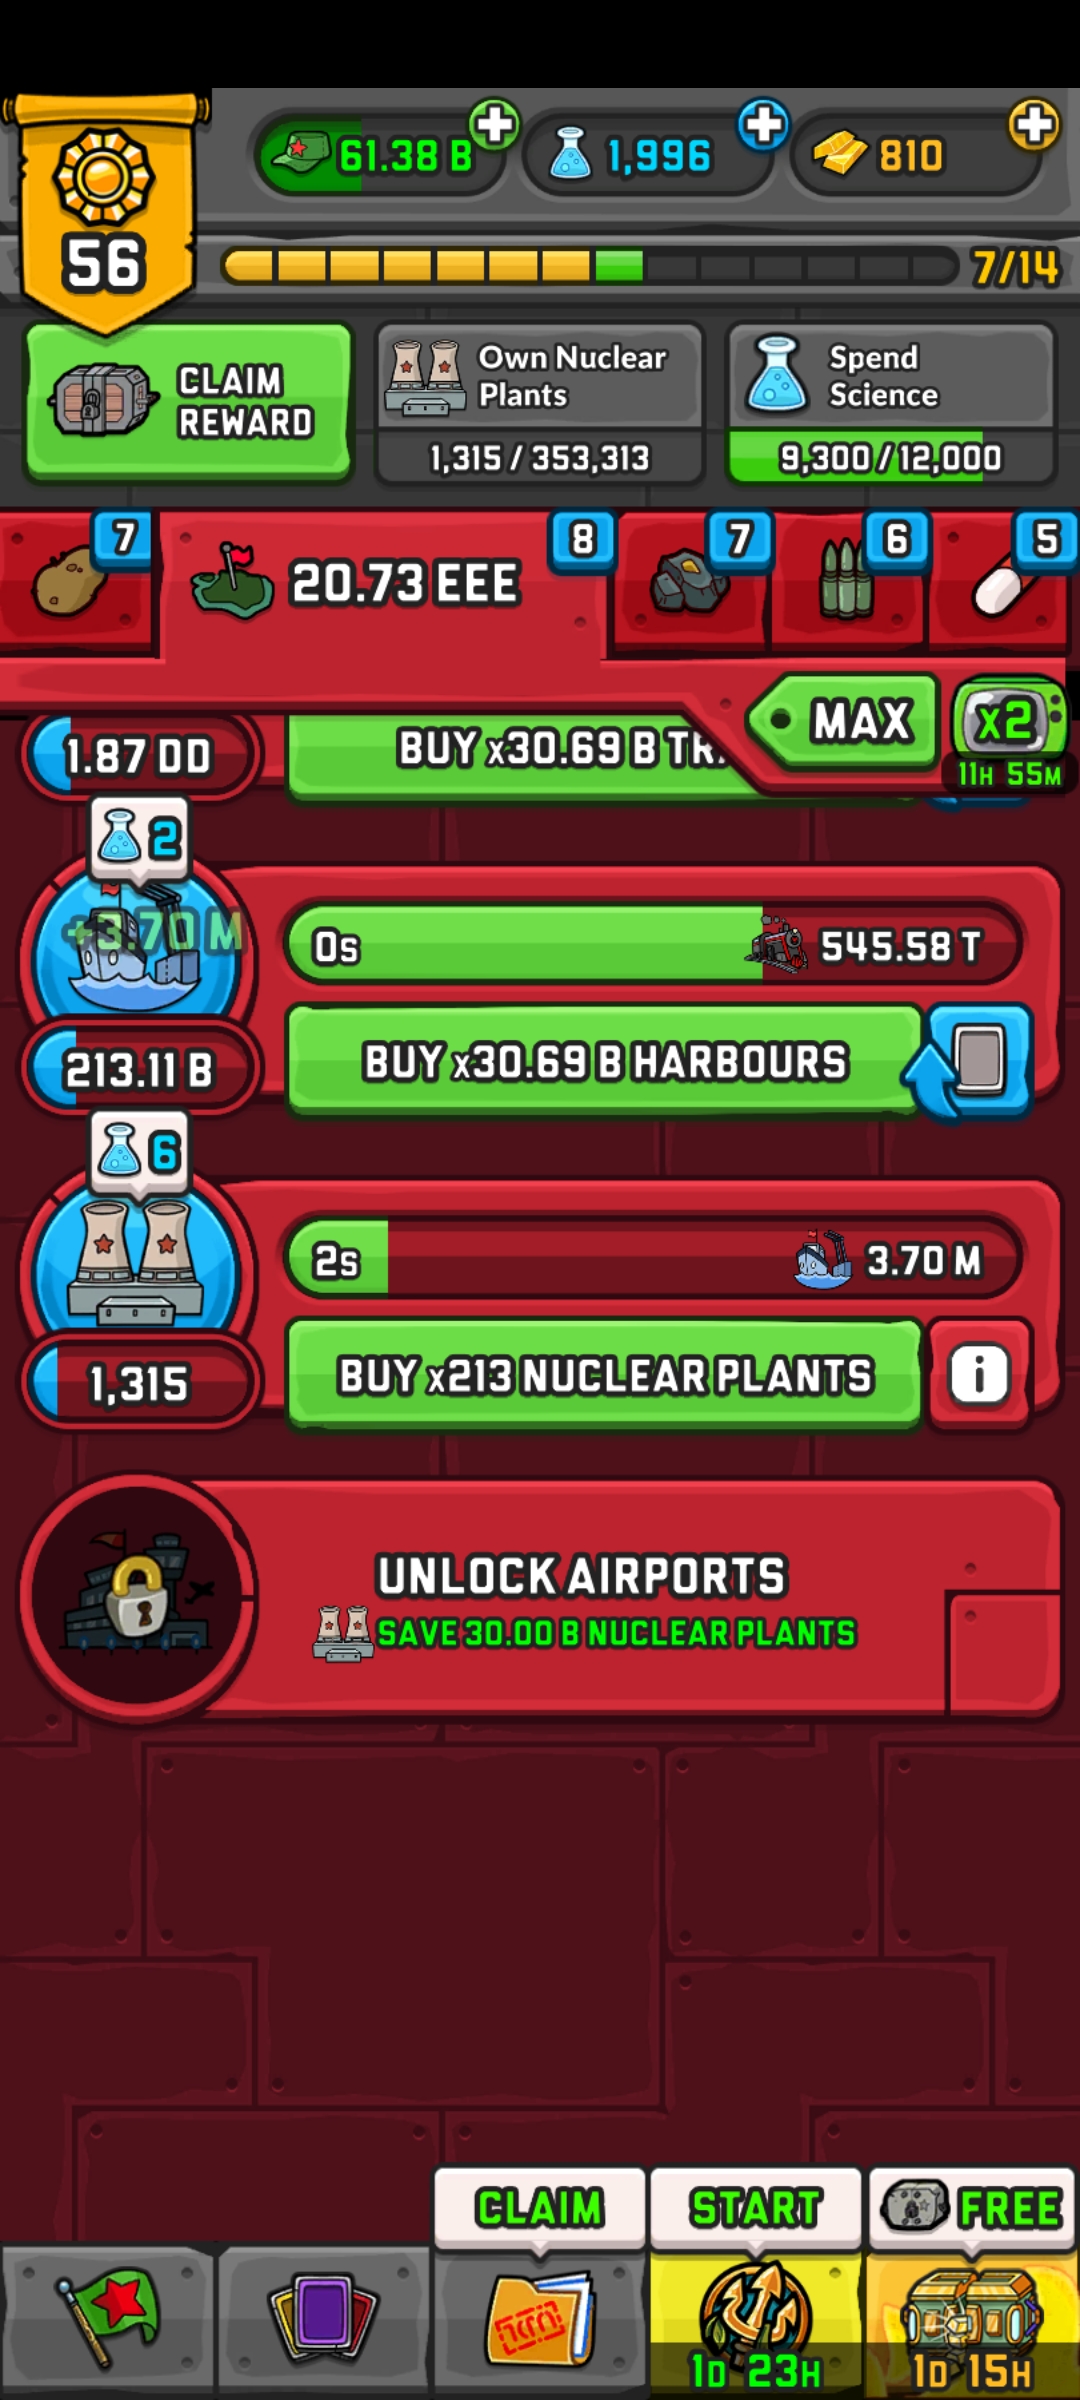 61.38 B
1,996
810
56
7/14
CLAIM
REWARD
Own Nuclear
Plants
1,315 / 353,313
Spend
Science
9,300 / 12,000
7
20.73 EEE
8
7
6
5
MAX
x2
11H 55M
1.87 DD
BUY x30.69 B
2
+3.70 M
0s
545.58 T
213.11 B
BUY x30.69 B HARBOURS
6
2s
3.70 M
1,315
BUY x213 NUCLEAR PLANTS
i
UNLOCK AIRPORTS
SAVE 30.00 B NUCLEAR PLANTS
CLAIM
START
FREE
1D 23H
1D 15H